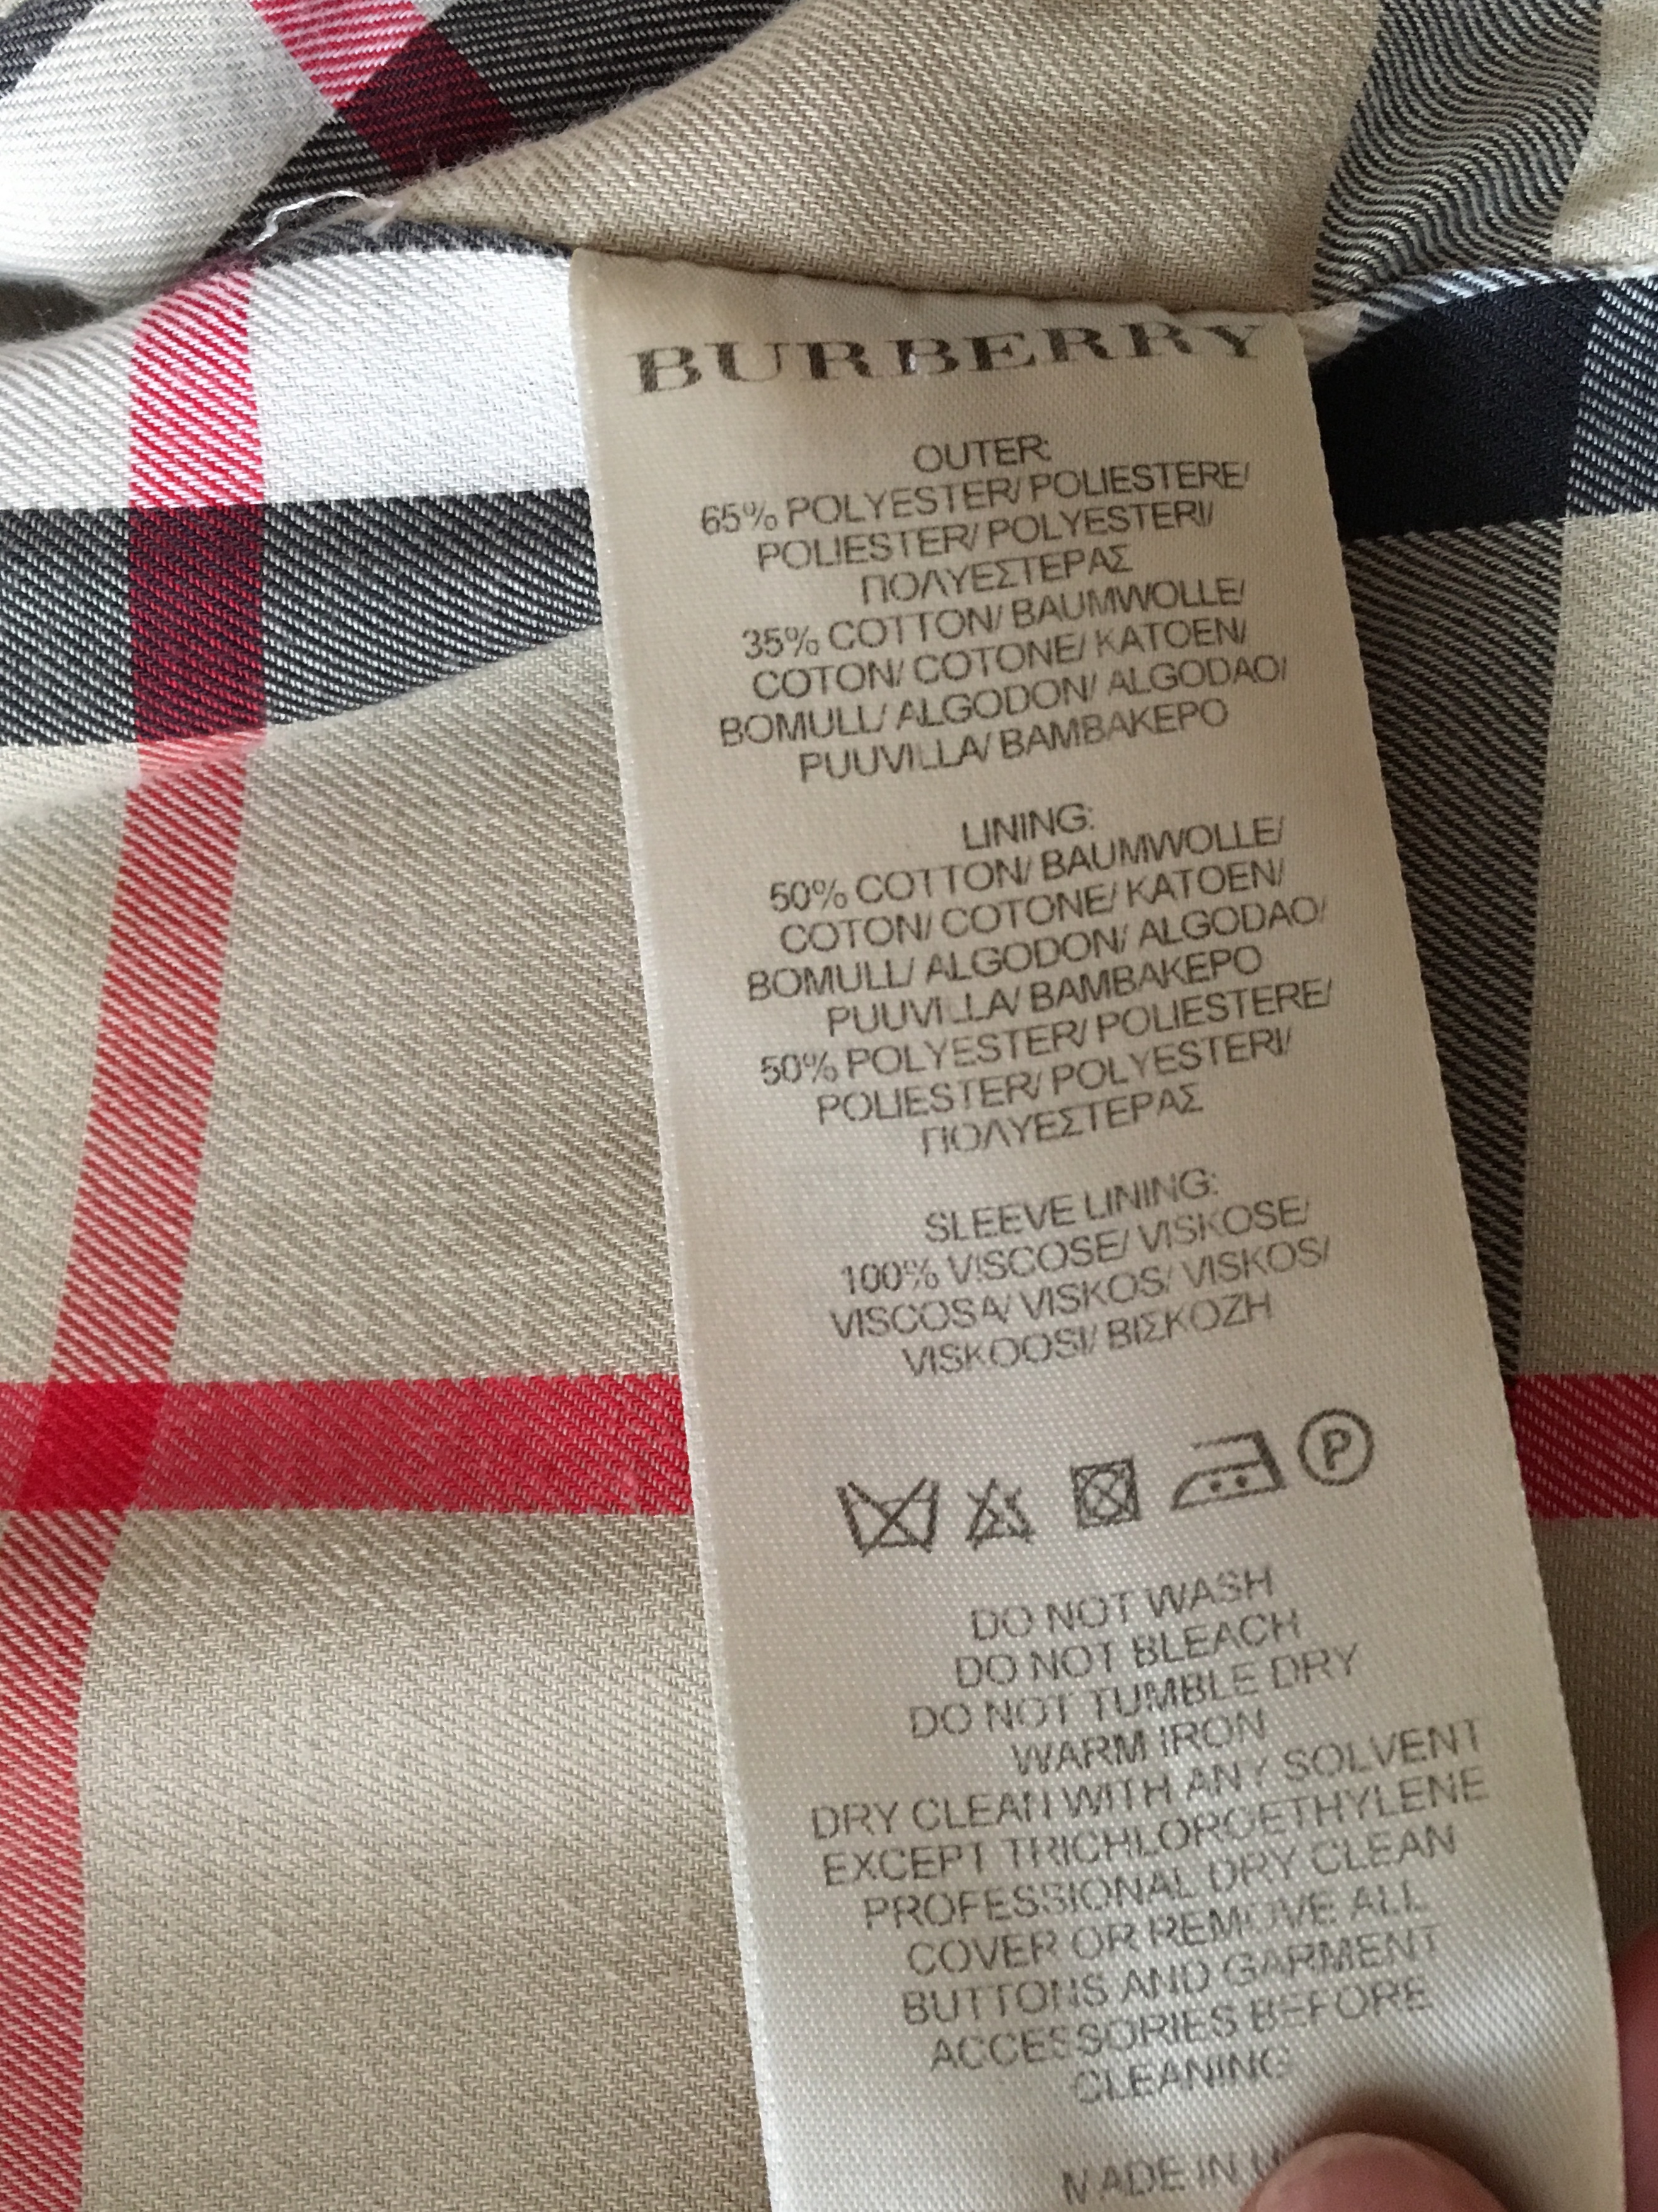 BURBERRY
OUTER:
65% POLYESTER/ POLIESTERE/
POLIESTER/ POLYESTERI/
ΠΟΛΥΕΣΤΕΡΑΣ
35% COTTON/ BAUMWOLLE/
COTON/ COTONE/ KATOEN/
BOMULL/ ALGODON/ ALGODAO/
PUUVILLA/ BAMBAKEPO
LINING:
50% COTTON/ BAUMWOLLE/
COTON/ COTONE/ KATOEN/
BOMULL/ ALGODON/ ALGODAO/
PUUVILLA/ BAMBAKEPO
50% POLYESTER/ POLIESTERE/
POLIESTER/ POLYESTERI/
ΠΟΛΥΕΣΤΕΡΑΣ
SLEEVE LINING:
100% VISCOSE/ VISKOSE/
VISCOSA/ VISKOS/ VISKOS/
VISKOOSI/ ΒΙΣΚΟΖΗ
P
DO NOT WASH
DO NOT BLEACH
DO NOT TUMBLE DRY
WARM IRON
DRY CLEAN WITH ANY SOLVENT
EXCEPT TRICHLOROETHYLENE
PROFESSIONAL DRY CLEAN
COVER OR REMOVE ALL
BUTTONS AND GARMENT
ACCESSORIES BEFORE
CLEANING
MADE IN